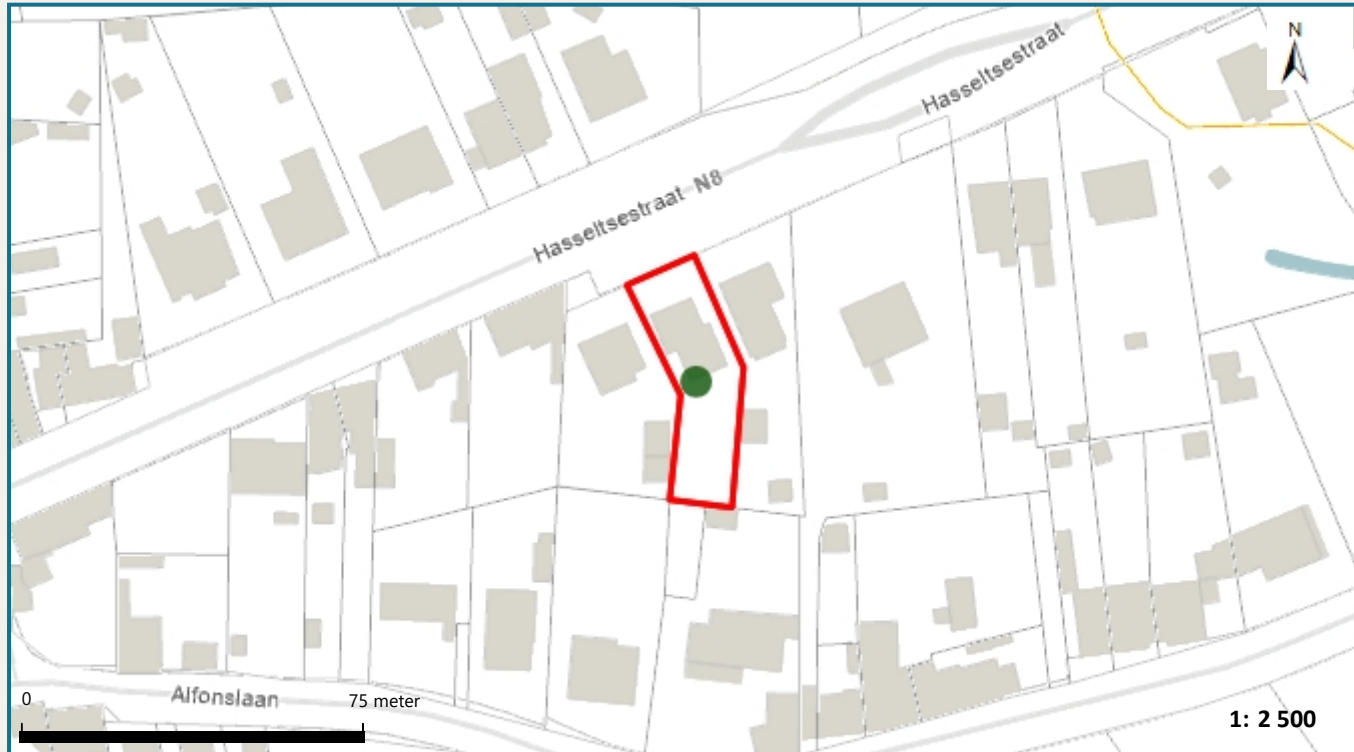 N
Hasseltsestraat
Hasseltsestraat N8
Alfonslaan
0
75 meter
1: 2 500